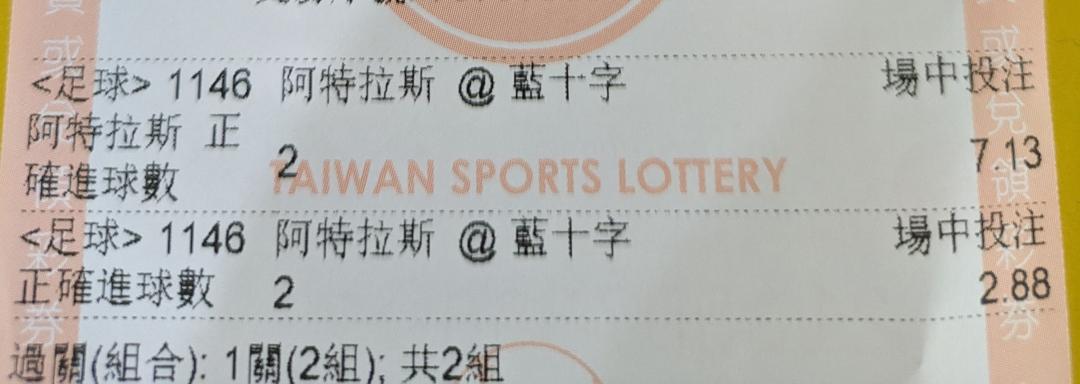 <足球> 1146 阿特拉斯 @ 藍十字 場中投注
阿特拉斯 正
確進球數 2 7.13
TAIWAN SPORTS LOTTERY
<足球> 1146 阿特拉斯 @ 藍十字 場中投注
正確進球數 2 2.88
過關(組合): 1關(2組); 共2組